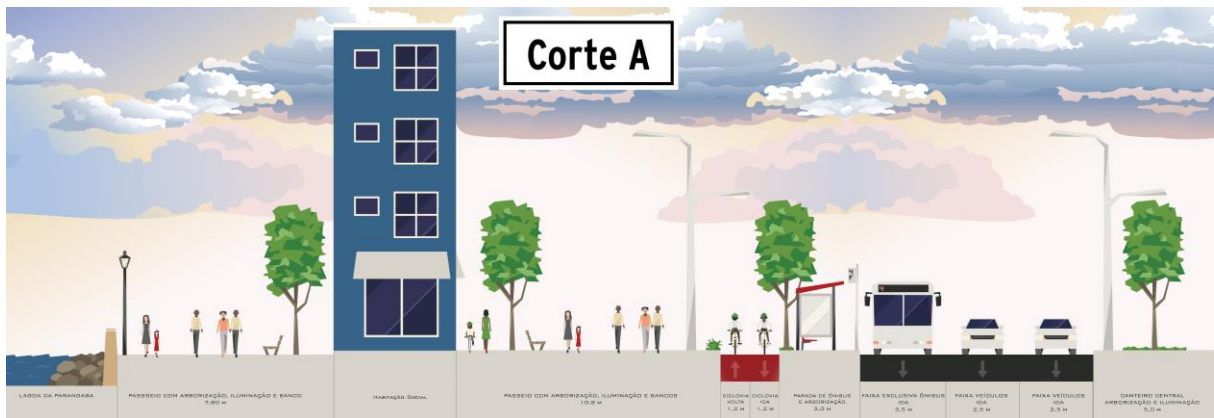 Corte A
LAGOA DA PARANGABA
PASSSEIO COM ARBORIZAÇÃO, ILUMINAÇÃO E BANCO
7,80 M
HABITAÇÃO SOCIAL
PASSEIO COM ARBORIZAÇÃO, ILUMINAÇÃO E BANCOS
10,8 M
CICLOVIA
VOLTA
1,2 M
CICLOVIA
IDA
1,2 M
PARADA DE ÔNIBUS
E ARBORIZAÇÃO
3,0 M
FAIXA EXCLUSIVA ÔNIBUS
IDA
3,5 M
FAIXA VEÍCULOS
IDA
2,5 M
FAIXA VEÍCULOS
IDA
2,5 M
CANTEIRO CENTRAL
ARBORIZAÇÃO E ILUMINAÇÃO
5,0 M